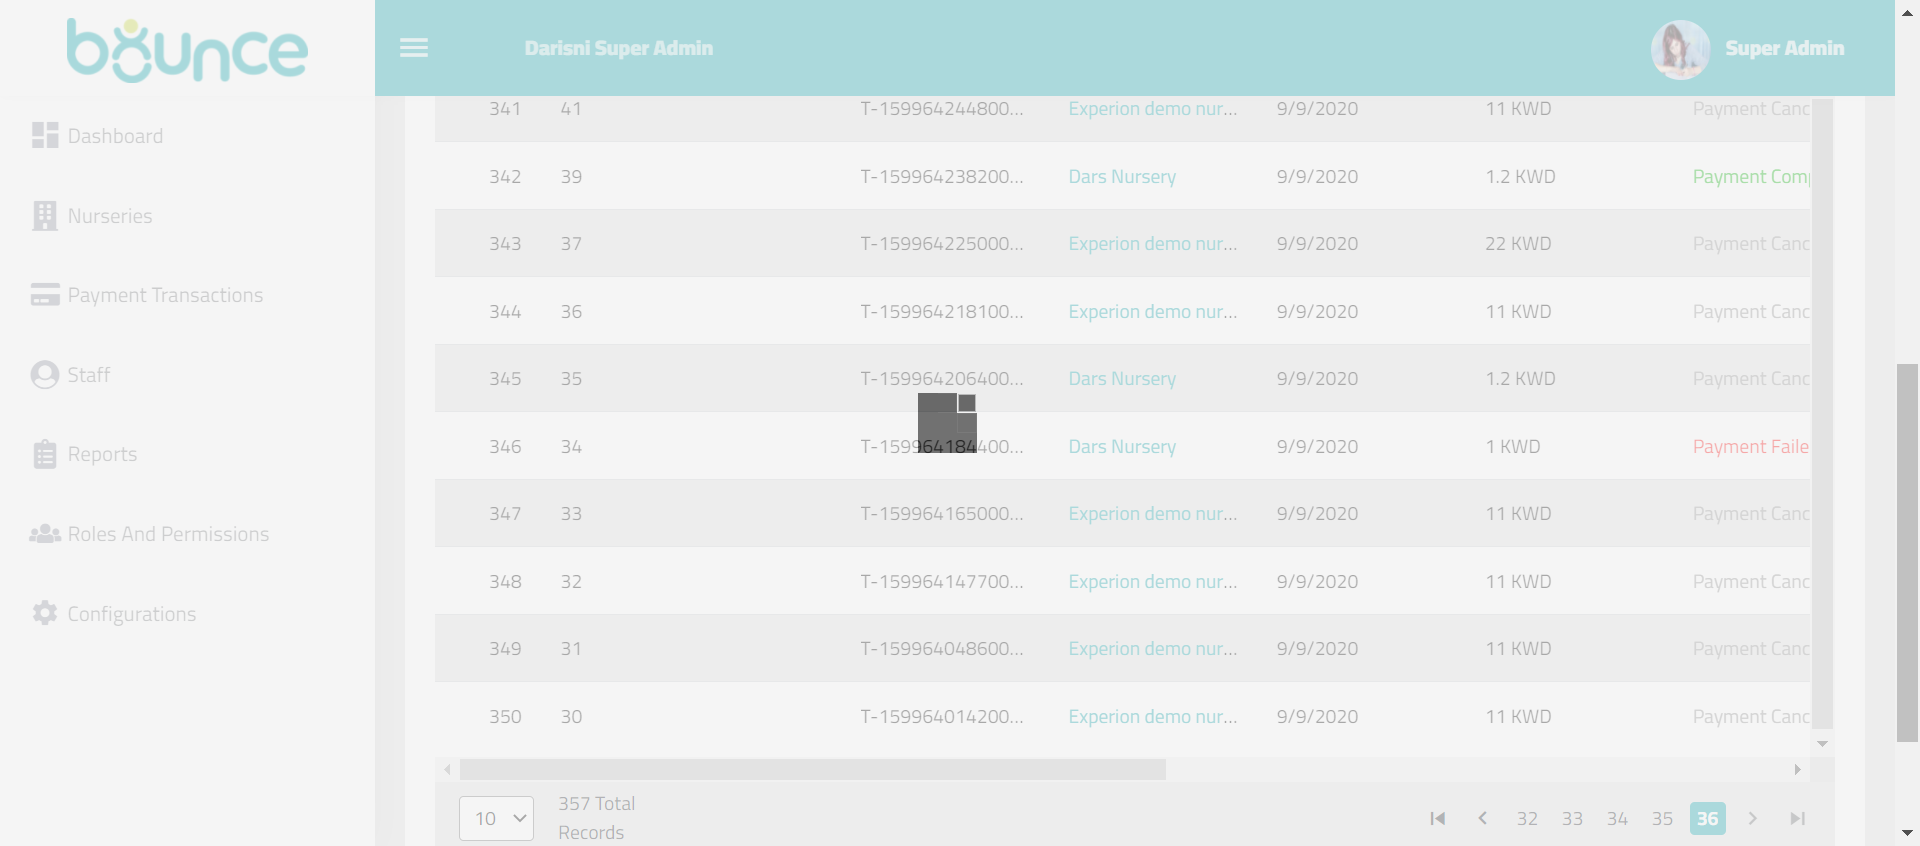 bounce
Darisni Super Admin
Super Admin
Dashboard
Nurseries
Payment Transactions
Staff
Reports
Roles And Permissions
Configurations
341 41 T-159964244800... Experion demo nur... 9/9/2020 11 KWD Payment Canc
342 39 T-159964238200... Dars Nursery 9/9/2020 1.2 KWD Payment Comp
343 37 T-159964225000... Experion demo nur... 9/9/2020 22 KWD Payment Canc
344 36 T-159964218100... Experion demo nur... 9/9/2020 11 KWD Payment Canc
345 35 T-159964206400... Dars Nursery 9/9/2020 1.2 KWD Payment Canc
346 34 T-159964184400... Dars Nursery 9/9/2020 1 KWD Payment Faile
347 33 T-159964165000... Experion demo nur... 9/9/2020 11 KWD Payment Canc
348 32 T-159964147700... Experion demo nur... 9/9/2020 11 KWD Payment Canc
349 31 T-159964048600... Experion demo nur... 9/9/2020 11 KWD Payment Canc
350 30 T-159964014200... Experion demo nur... 9/9/2020 11 KWD Payment Canc
10
357 Total
Records
32 33 34 35 36